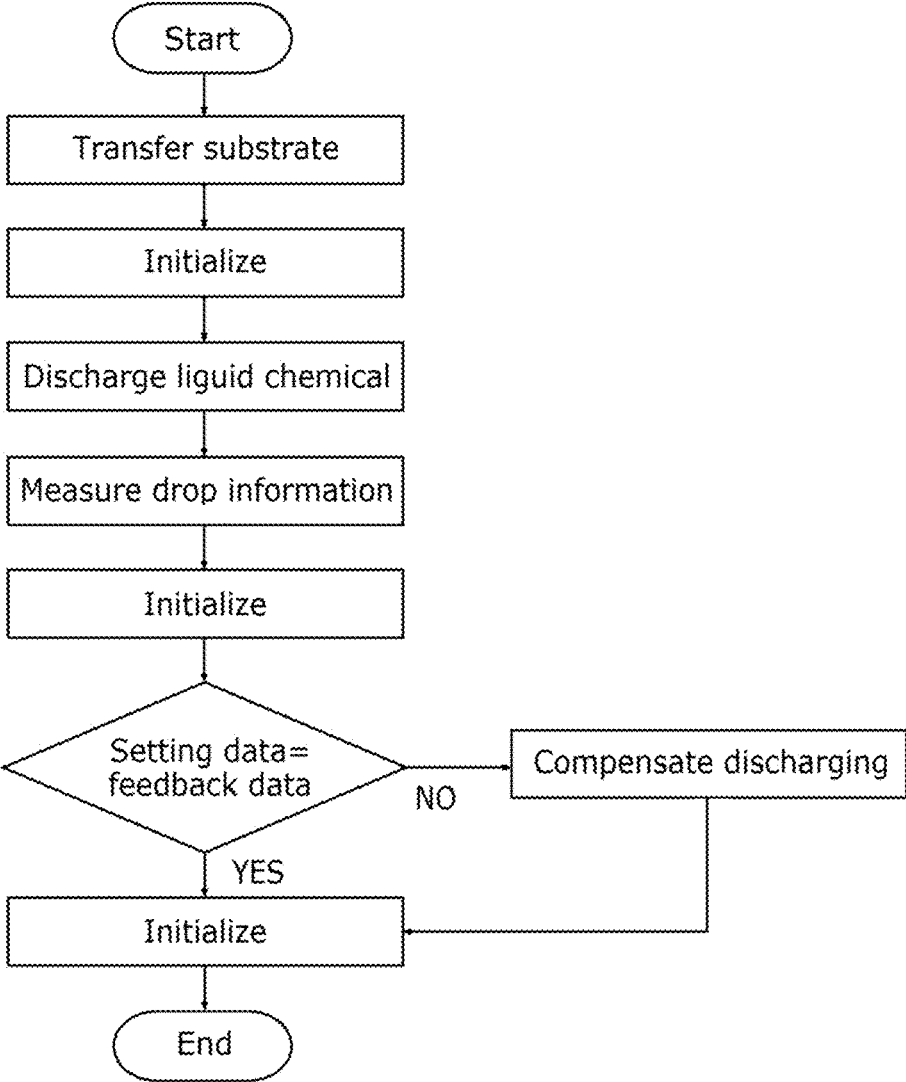 Start
Transfer substrate
Initialize
Discharge liguid chemical
Measure drop information
Initialize
Setting data=
feedback data
NO
Compensate discharging
YES
Initialize
End